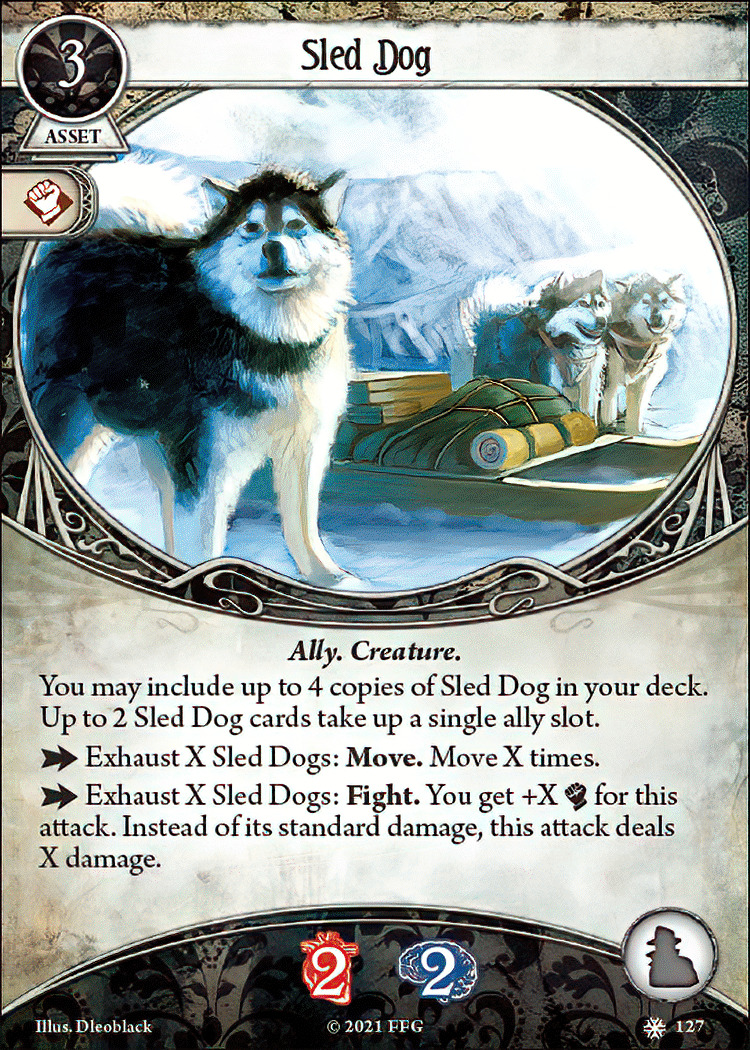 3
Sled Dog
ASSET
Ally. Creature.
You may include up to 4 copies of Sled Dog in your deck.
Up to 2 Sled Dog cards take up a single ally slot.
Exhaust X Sled Dogs: Move. Move X times.
Exhaust X Sled Dogs: Fight. You get +X for this
attack. Instead of its standard damage, this attack deals
X damage.
2 2
Illus. Dleoblack © 2021 FFG 127